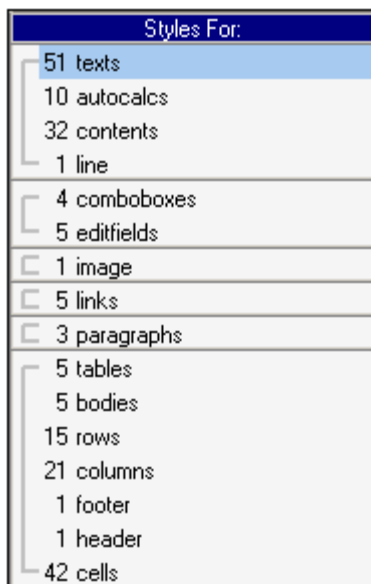 Styles For:
51 texts
10 autocalcs
32 contents
1 line
4 comboboxes
5 editfields
1 image
5 links
3 paragraphs
5 tables
5 bodies
15 rows
21 columns
1 footer
1 header
42 cells